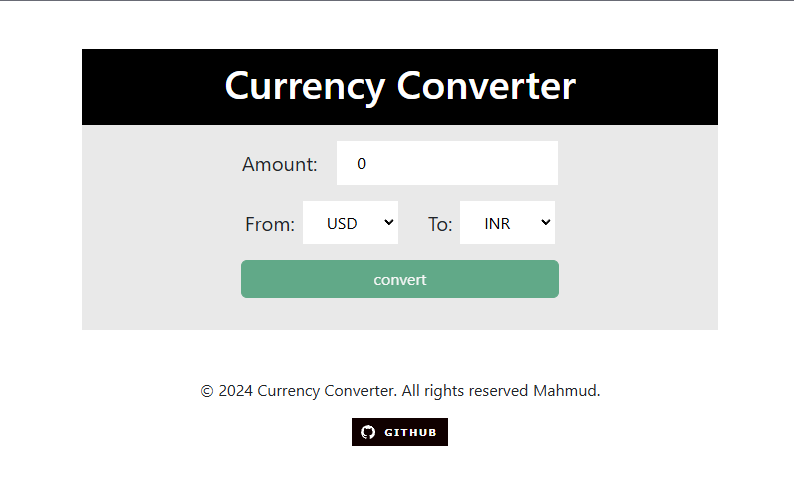 Currency Converter
Amount: 0
From: USD To: INR
convert
© 2024 Currency Converter. All rights reserved Mahmud.
GITHUB